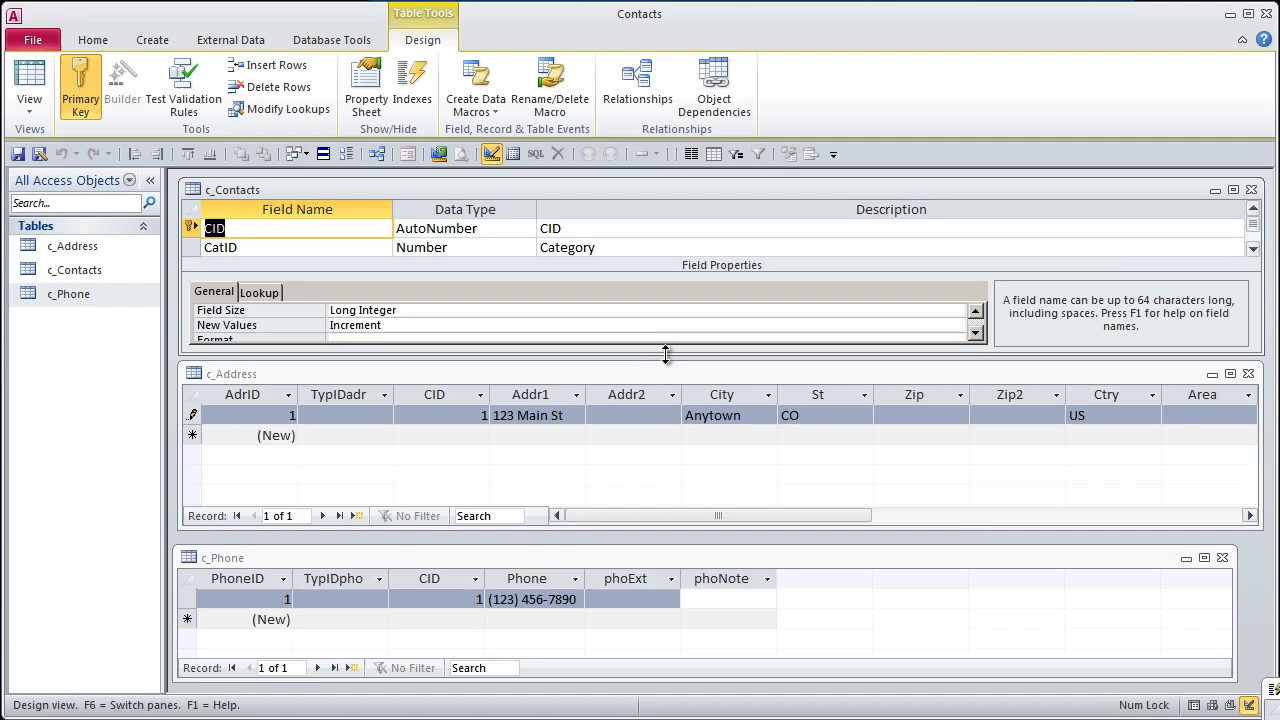 Table Tools
Contacts
File Home Create External Data Database Tools Design
View
Views
Primary Key
Builder
Test Validation Rules
Insert Rows
Delete Rows
Modify Lookups
Tools
Property Sheet
Indexes
Show/Hide
Create Data Macros
Rename/Delete Macro
Field, Record & Table Events
Relationships
Object Dependencies
Relationships
SQL
All Access Objects
Search...
Tables
c_Address
c_Contacts
c_Phone
c_Contacts
Field Name Data Type Description
CID AutoNumber CID
CatID Number Category
Field Properties
General Lookup
Field Size Long Integer
New Values Increment
Format
A field name can be up to 64 characters long,
including spaces. Press F1 for help on field
names.
c_Address
AdrID TypIDadr CID Addr1 Addr2 City St Zip Zip2 Ctry Area
1 1 123 Main St Anytown CO US
(New)
Record: 1 of 1 No Filter Search
c_Phone
PhoneID TypIDpho CID Phone phoExt phoNote
1 1 (123) 456-7890
(New)
Record: 1 of 1 No Filter Search
Design view. F6 = Switch panes. F1 = Help. Num Lock